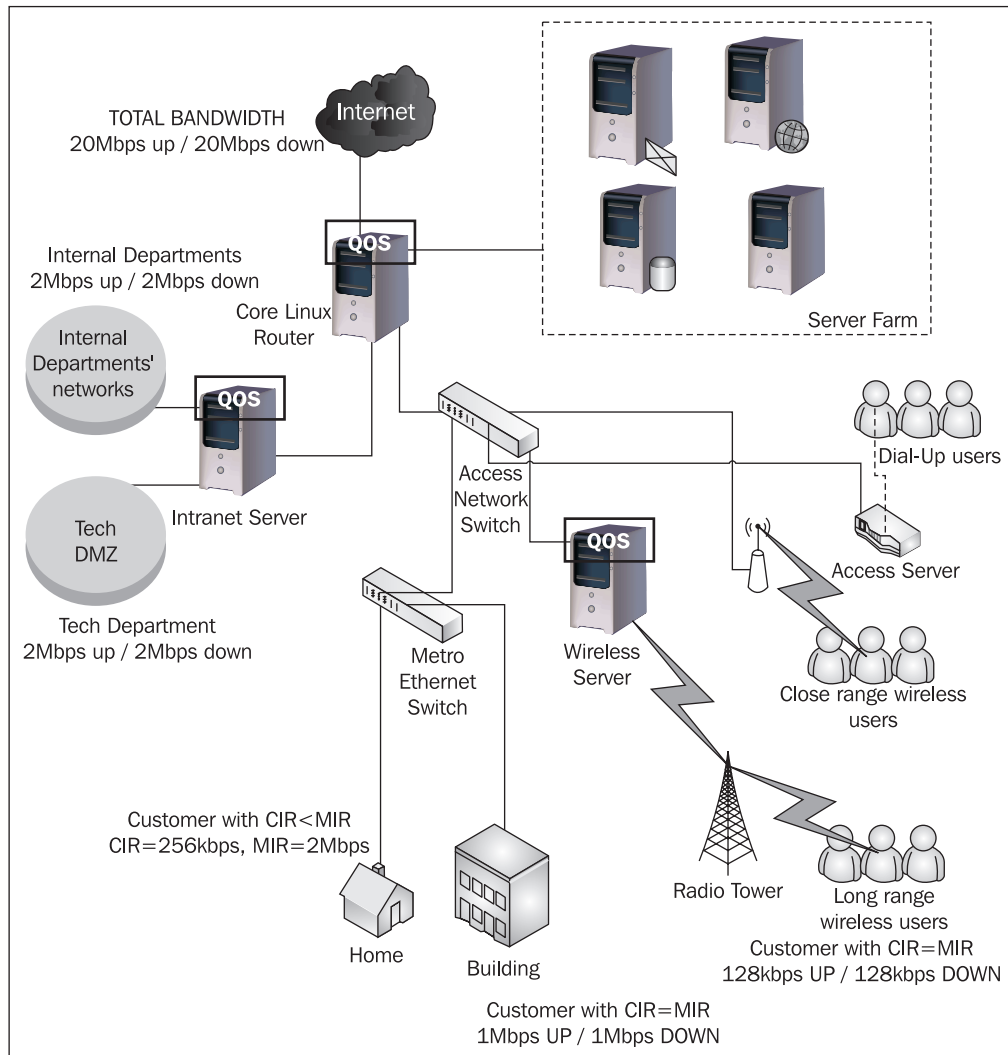 TOTAL BANDWIDTH
20Mbps up / 20Mbps down
Internet
QOS
Core Linux
Router
Server Farm
Internal Departments
2Mbps up / 2Mbps down
Internal
Departments'
networks
QOS
Intranet Server
Tech
DMZ
Tech Department
2Mbps up / 2Mbps down
Access
Network
Switch
Dial-Up users
Access Server
QOS
Wireless
Server
Metro
Ethernet
Switch
Close range wireless
users
Customer with CIR<MIR
CIR=256kbps, MIR=2Mbps
Home
Building
Customer with CIR=MIR
1Mbps UP / 1Mbps DOWN
Radio Tower
Long range
wireless users
Customer with CIR=MIR
128kbps UP / 128kbps DOWN